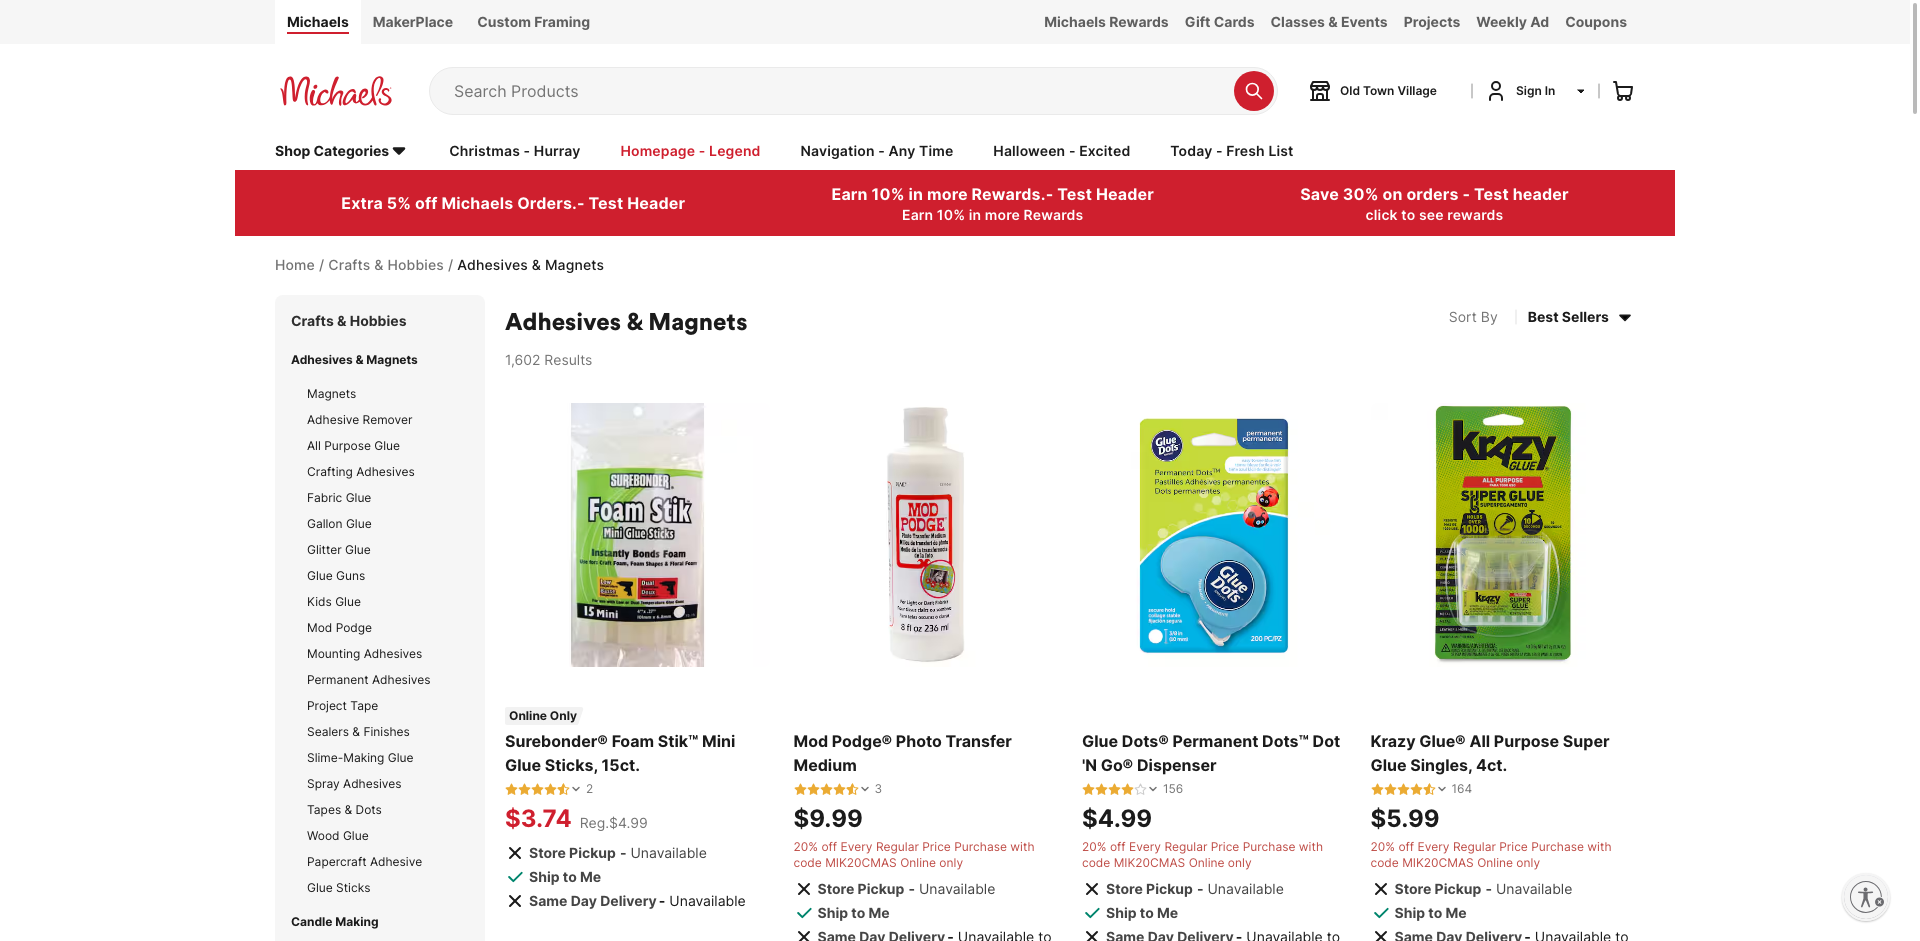 Michaels
MakerPlace
Custom Framing
Michaels Rewards
Gift Cards
Classes & Events
Projects
Weekly Ad
Coupons
Michaels
Search Products
Old Town Village
Sign In
Shop Categories
Christmas - Hurray
Homepage - Legend
Navigation - Any Time
Halloween - Excited
Today - Fresh List
Extra 5% off Michaels Orders.- Test Header
Earn 10% in more Rewards.- Test Header
Earn 10% in more Rewards
Save 30% on orders - Test header
click to see rewards
Home / Crafts & Hobbies / Adhesives & Magnets
Crafts & Hobbies
Adhesives & Magnets
Magnets
Adhesive Remover
All Purpose Glue
Crafting Adhesives
Fabric Glue
Gallon Glue
Glitter Glue
Glue Guns
Kids Glue
Mod Podge
Mounting Adhesives
Permanent Adhesives
Project Tape
Sealers & Finishes
Slime-Making Glue
Spray Adhesives
Tapes & Dots
Wood Glue
Papercraft Adhesive
Glue Sticks
Candle Making
Adhesives & Magnets
1,602 Results
Sort By
Best Sellers
SUREBONDER
Foam Stik
Mini Glue Sticks
Instantly Bonds Foam
15 Mini
MOD
PODGE
Photo Transfer Medium
8 fl oz 236 ml
Glue
Dots
permanent
permanente
Permanent Dots™
Pastilles Adhésives permanentes
Dots permanentes
Glue
Dots
secure hold
collage stable
fijación segura
200 PC/PZ
krazy
GLUE
ALL PURPOSE
SUPER GLUE
SUPERPEGAMENTO
krazy
SUPER
GLUE
Online Only
Surebonder® Foam Stik™ Mini
Glue Sticks, 15ct.
2
$3.74 Reg.$4.99
Store Pickup - Unavailable
Ship to Me
Same Day Delivery - Unavailable
Mod Podge® Photo Transfer
Medium
3
$9.99
20% off Every Regular Price Purchase with
code MIK20CMAS Online only
Store Pickup - Unavailable
Ship to Me
Same Day Delivery - Unavailable to
Glue Dots® Permanent Dots™ Dot
'N Go® Dispenser
156
$4.99
20% off Every Regular Price Purchase with
code MIK20CMAS Online only
Store Pickup - Unavailable
Ship to Me
Same Day Delivery - Unavailable to
Krazy Glue® All Purpose Super
Glue Singles, 4ct.
164
$5.99
20% off Every Regular Price Purchase with
code MIK20CMAS Online only
Store Pickup - Unavailable
Ship to Me
Same Day Delivery - Unavailable to